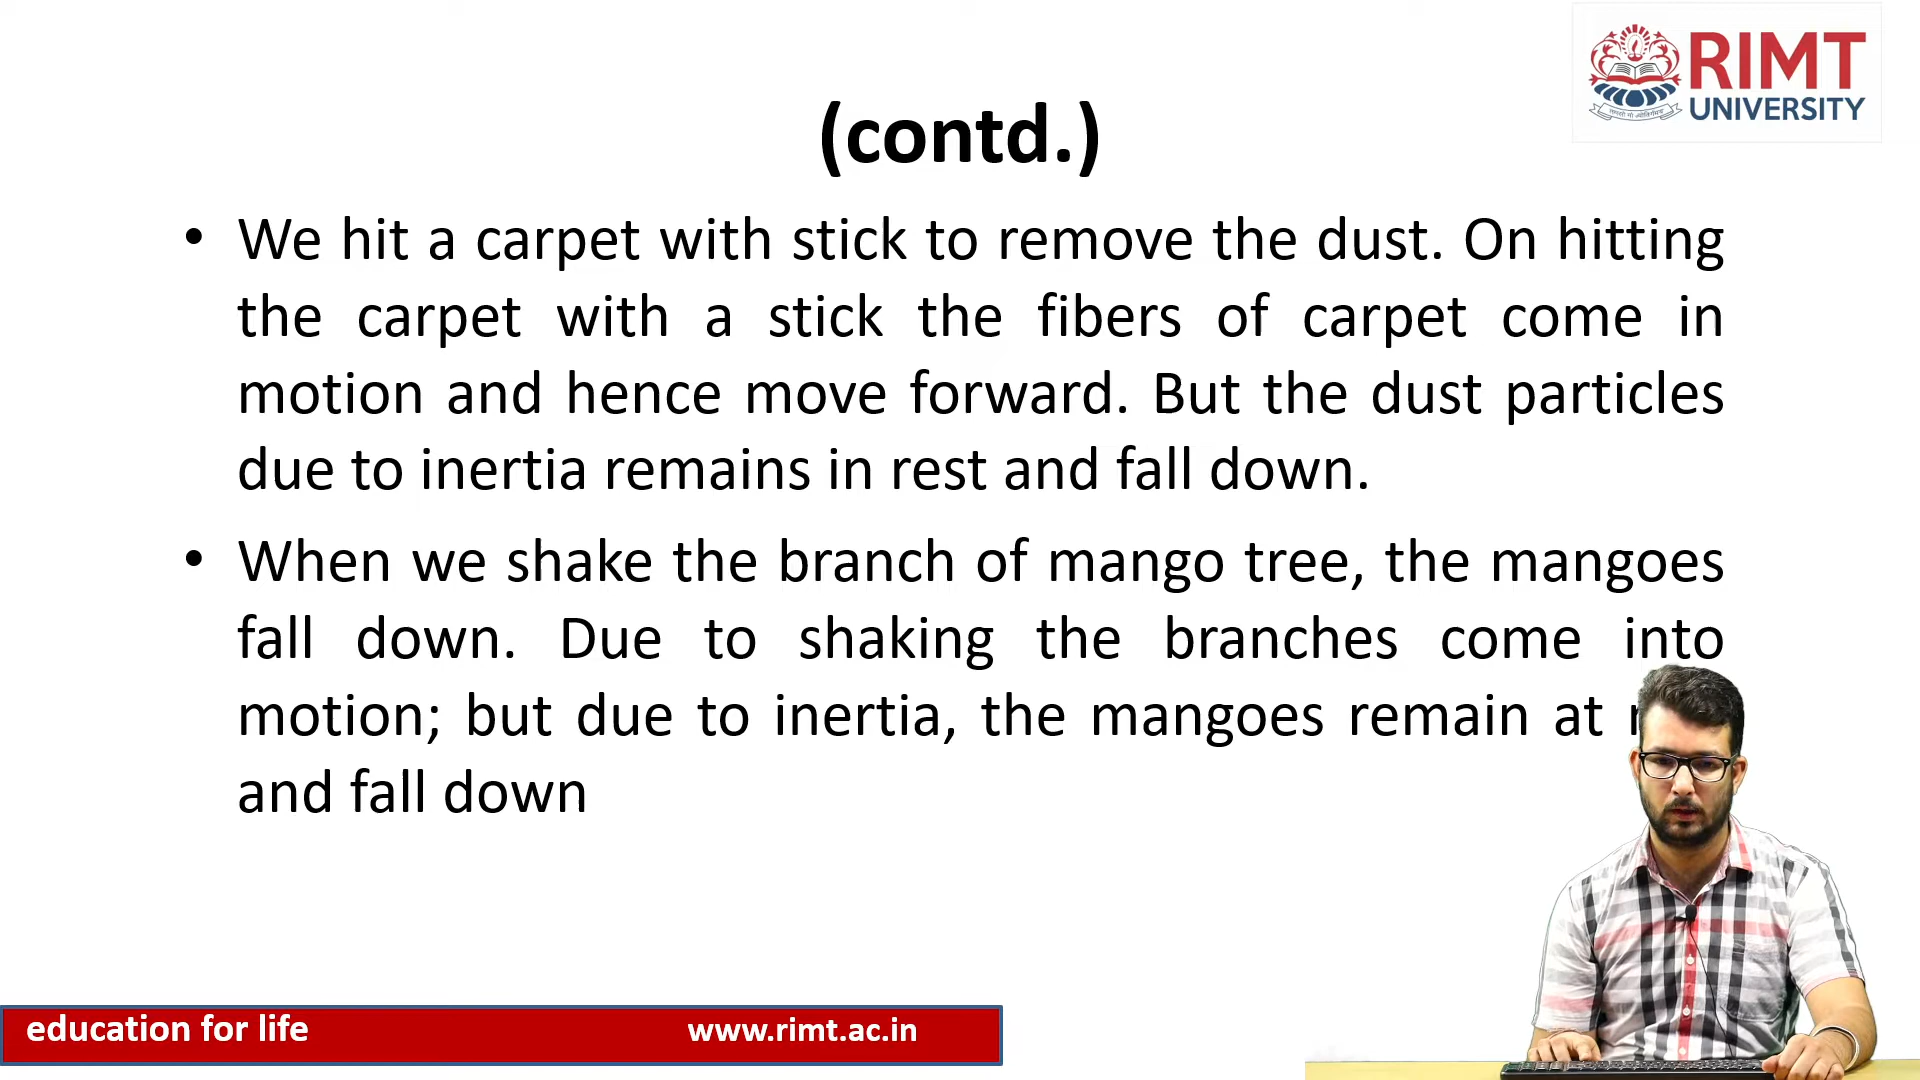 RIMT
UNIVERSITY
(contd.)
• We hit a carpet with stick to remove the dust. On hitting
the carpet with a stick the fibers of carpet come in
motion and hence move forward. But the dust particles
due to inertia remains in rest and fall down.
• When we shake the branch of mango tree, the mangoes
fall down. Due to shaking the branches come into
motion; but due to inertia, the mangoes remain at
and fall down
education for life www.rimt.ac.in